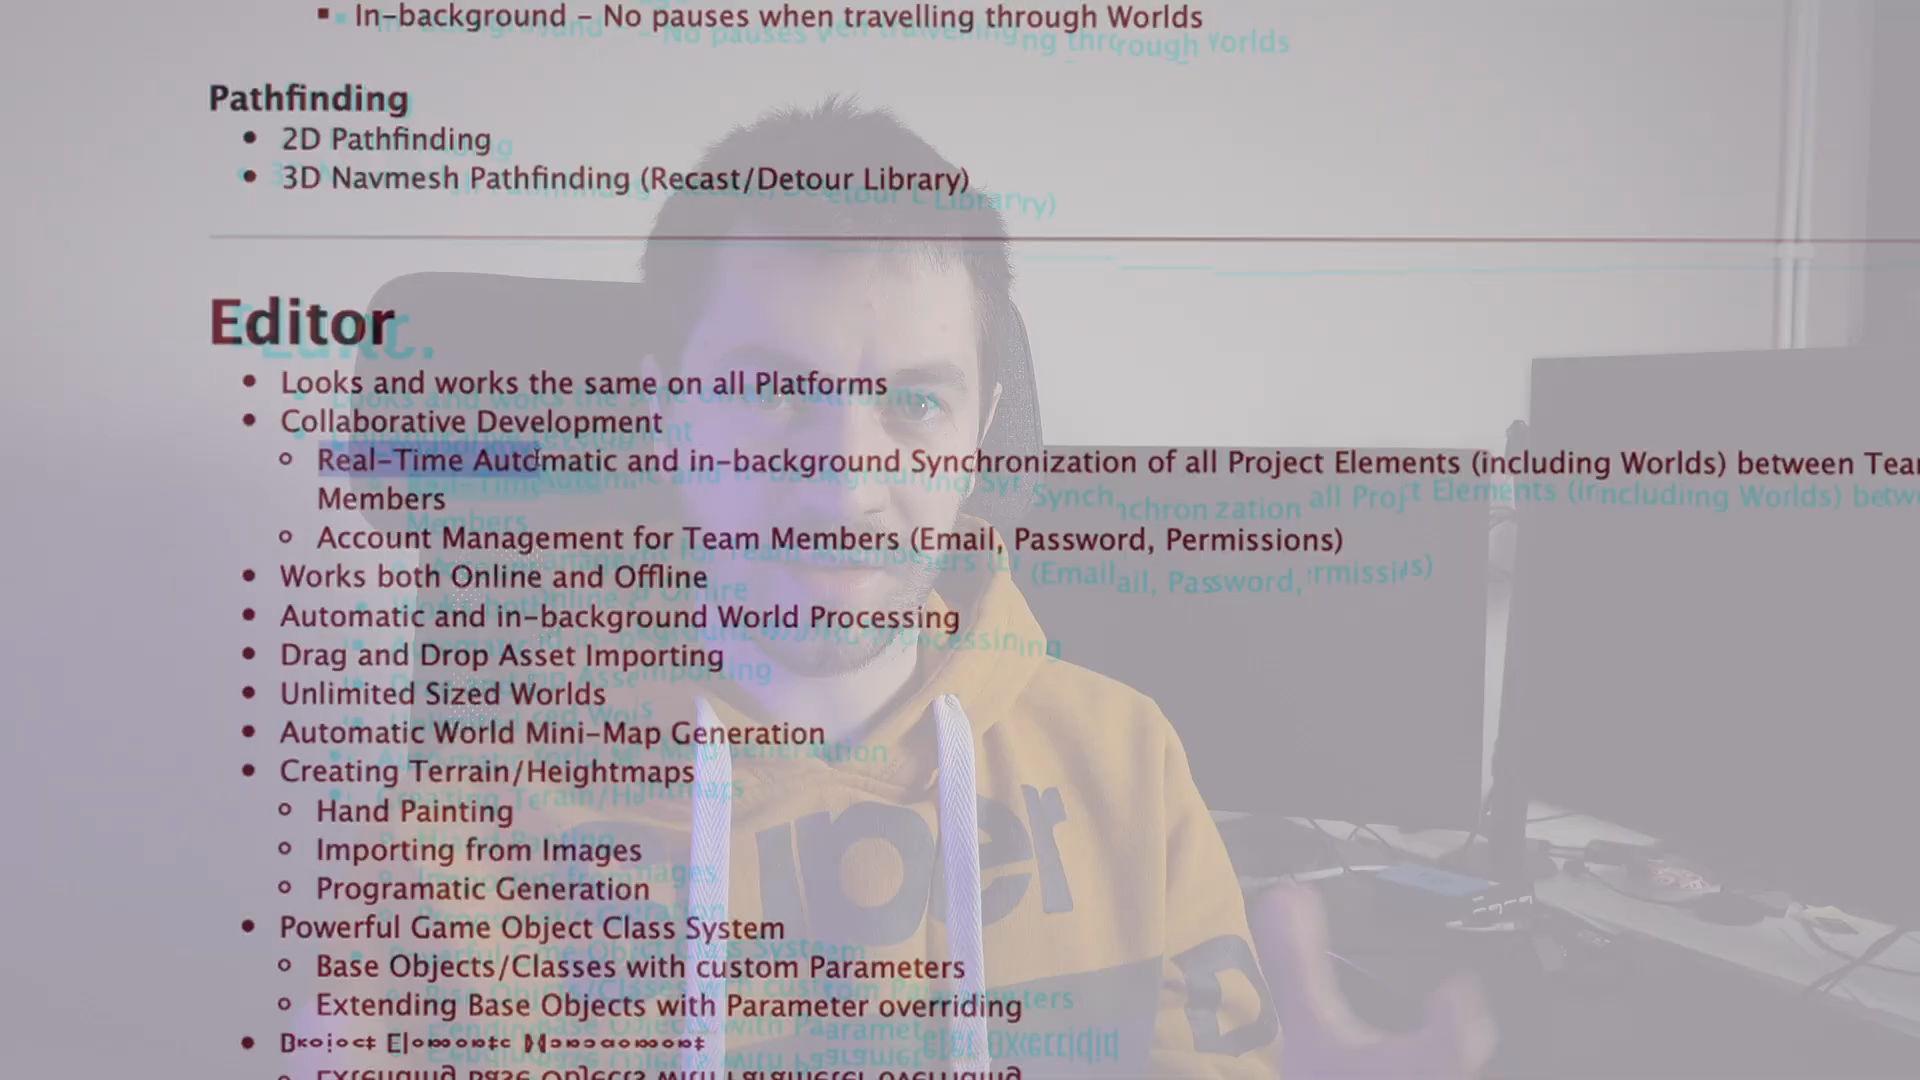 In-background - No pauses when travelling through Worlds
Pathfinding
2D Pathfinding
3D Navmesh Pathfinding (Recast/Detour Library)
Editor
Looks and works the same on all Platforms
Collaborative Development
Real-Time Automatic and in-background Synchronization of all Project Elements (including Worlds) between
Members
Account Management for Team Members (Email, Password, Permissions)
Works both Online and Offline
Automatic and in-background World Processing
Drag and Drop Asset Importing
Unlimited Sized Worlds
Automatic World Mini-Map Generation
Creating Terrain/Heightmaps
Hand Painting
Importing from Images
Programatic Generation
Powerful Game Object Class System
Base Objects/Classes with custom Parameters
Extending Base Objects with Parameter overriding